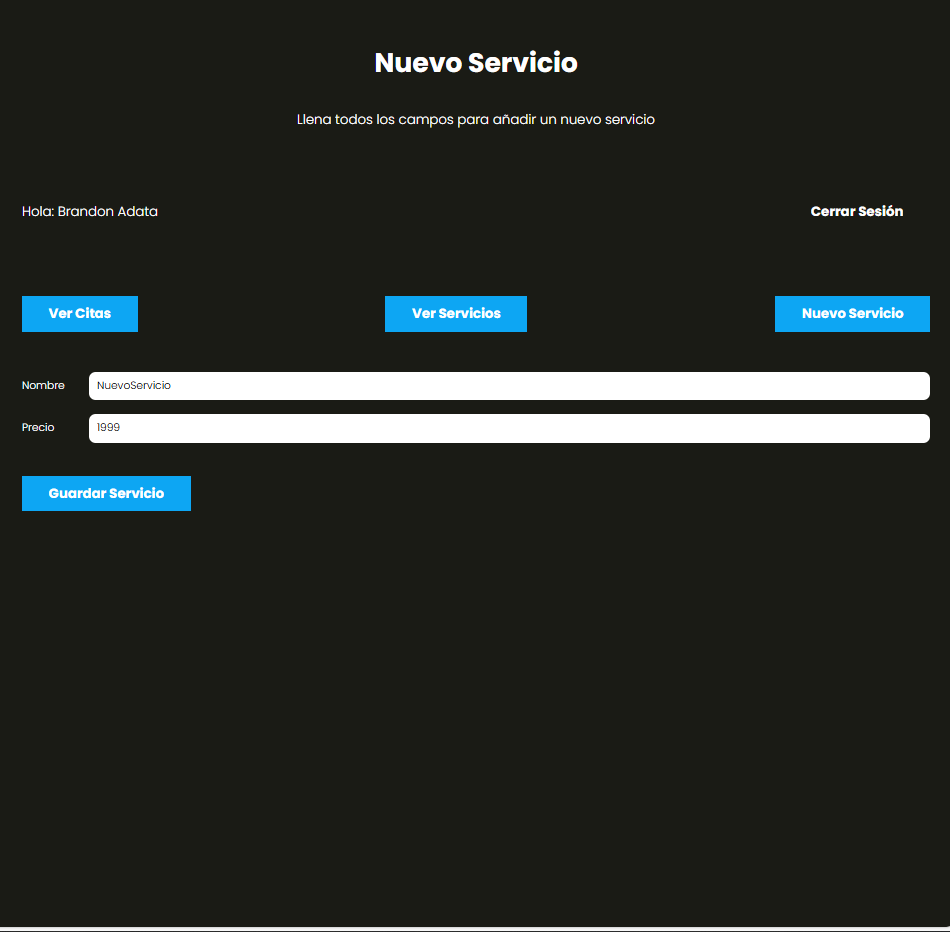 Nuevo Servicio
Llena todos los campos para añadir un nuevo servicio
Hola: Brandon Adata
Cerrar Sesión
Ver Citas
Ver Servicios
Nuevo Servicio
Nombre
NuevoServicio
Precio
1999
Guardar Servicio